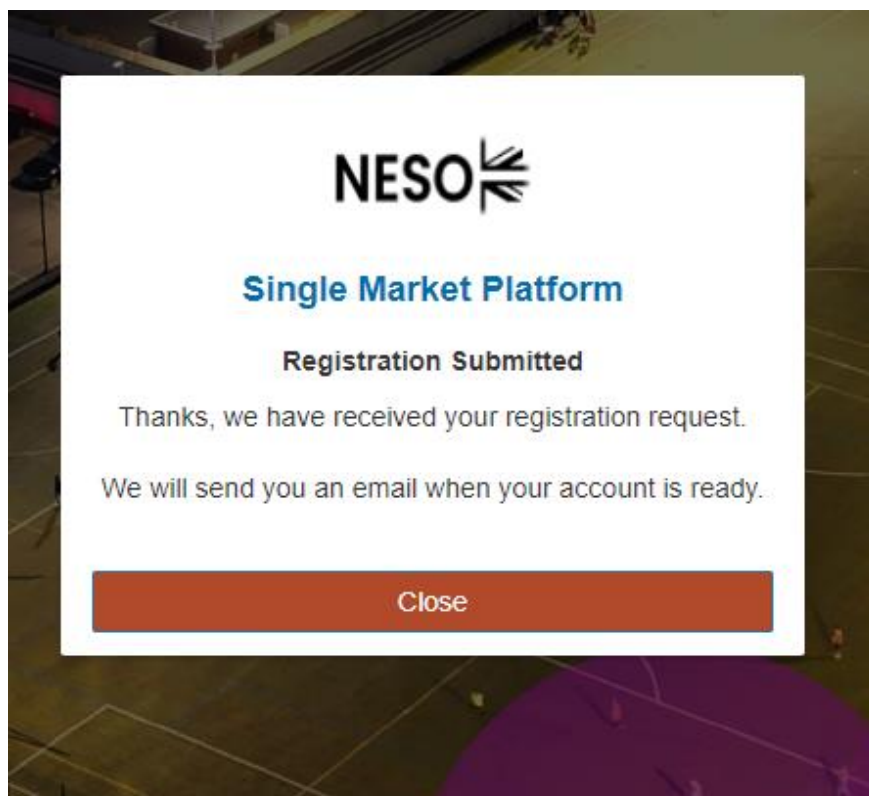 NESO
Single Market Platform
Registration Submitted
Thanks, we have received your registration request.
We will send you an email when your account is ready.
Close